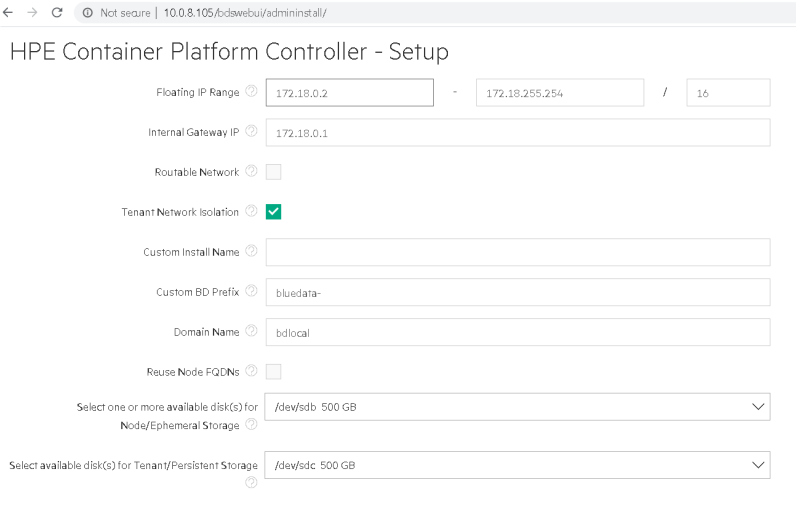 Not secure | 10.0.8.105/bdswebui/admininstall/
HPE Container Platform Controller - Setup
Floating IP Range ? 172.18.0.2 - 172.18.255.254 / 16
Internal Gateway IP ? 172.18.0.1
Routable Network ?
Tenant Network Isolation ?
Custom Install Name ?
Custom BD Prefix ? bluedata-
Domain Name ? bdlocal
Reuse Node FQDNs ?
Select one or more available disk(s) for /dev/sdb 500 GB
Node/Ephemeral Storage ?
Select available disk(s) for Tenant/Persistent Storage /dev/sdc 500 GB
?